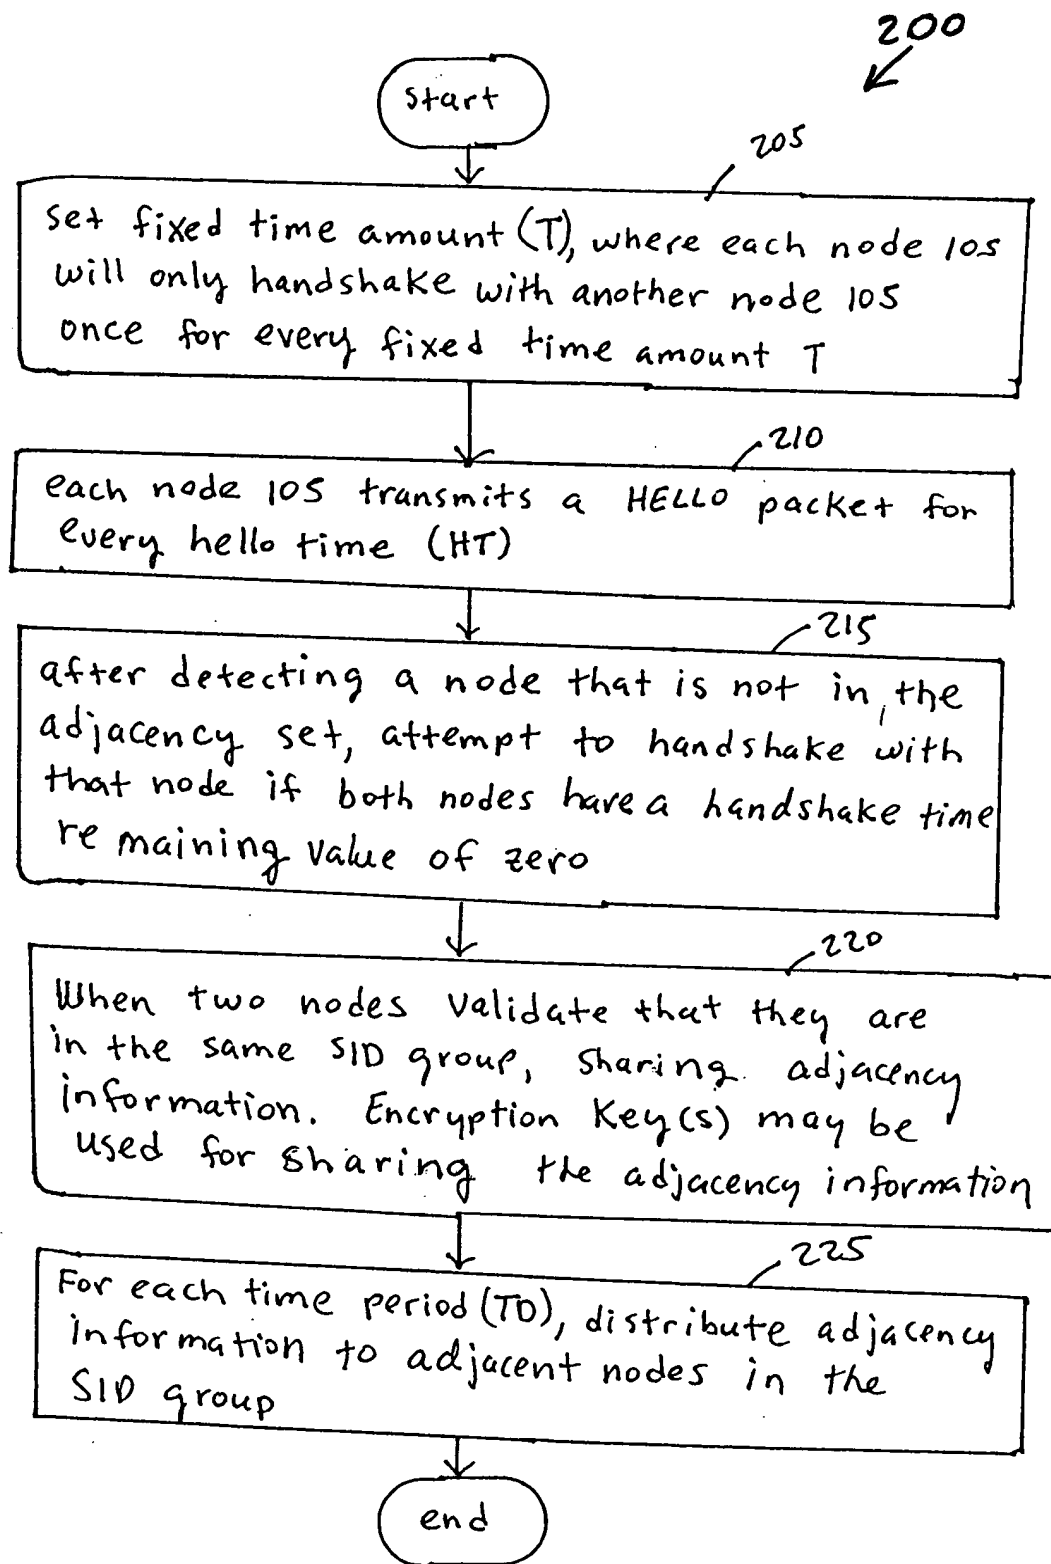 200
Start
205
Set fixed time amount (T), where each node 105
will only handshake with another node 105
once for every fixed time amount T
210
each node 105 transmits a HELLO packet for
every hello time (HT)
215
after detecting a node that is not in the
adjacency set, attempt to handshake with
that node if both nodes have a handshake time
remaining value of zero
220
When two nodes validate that they are
in the same SID group, sharing adjacency
information. Encryption Key(s) may be
used for sharing the adjacency information
225
For each time period (TD), distribute adjacency
information to adjacent nodes in the
SID group
end